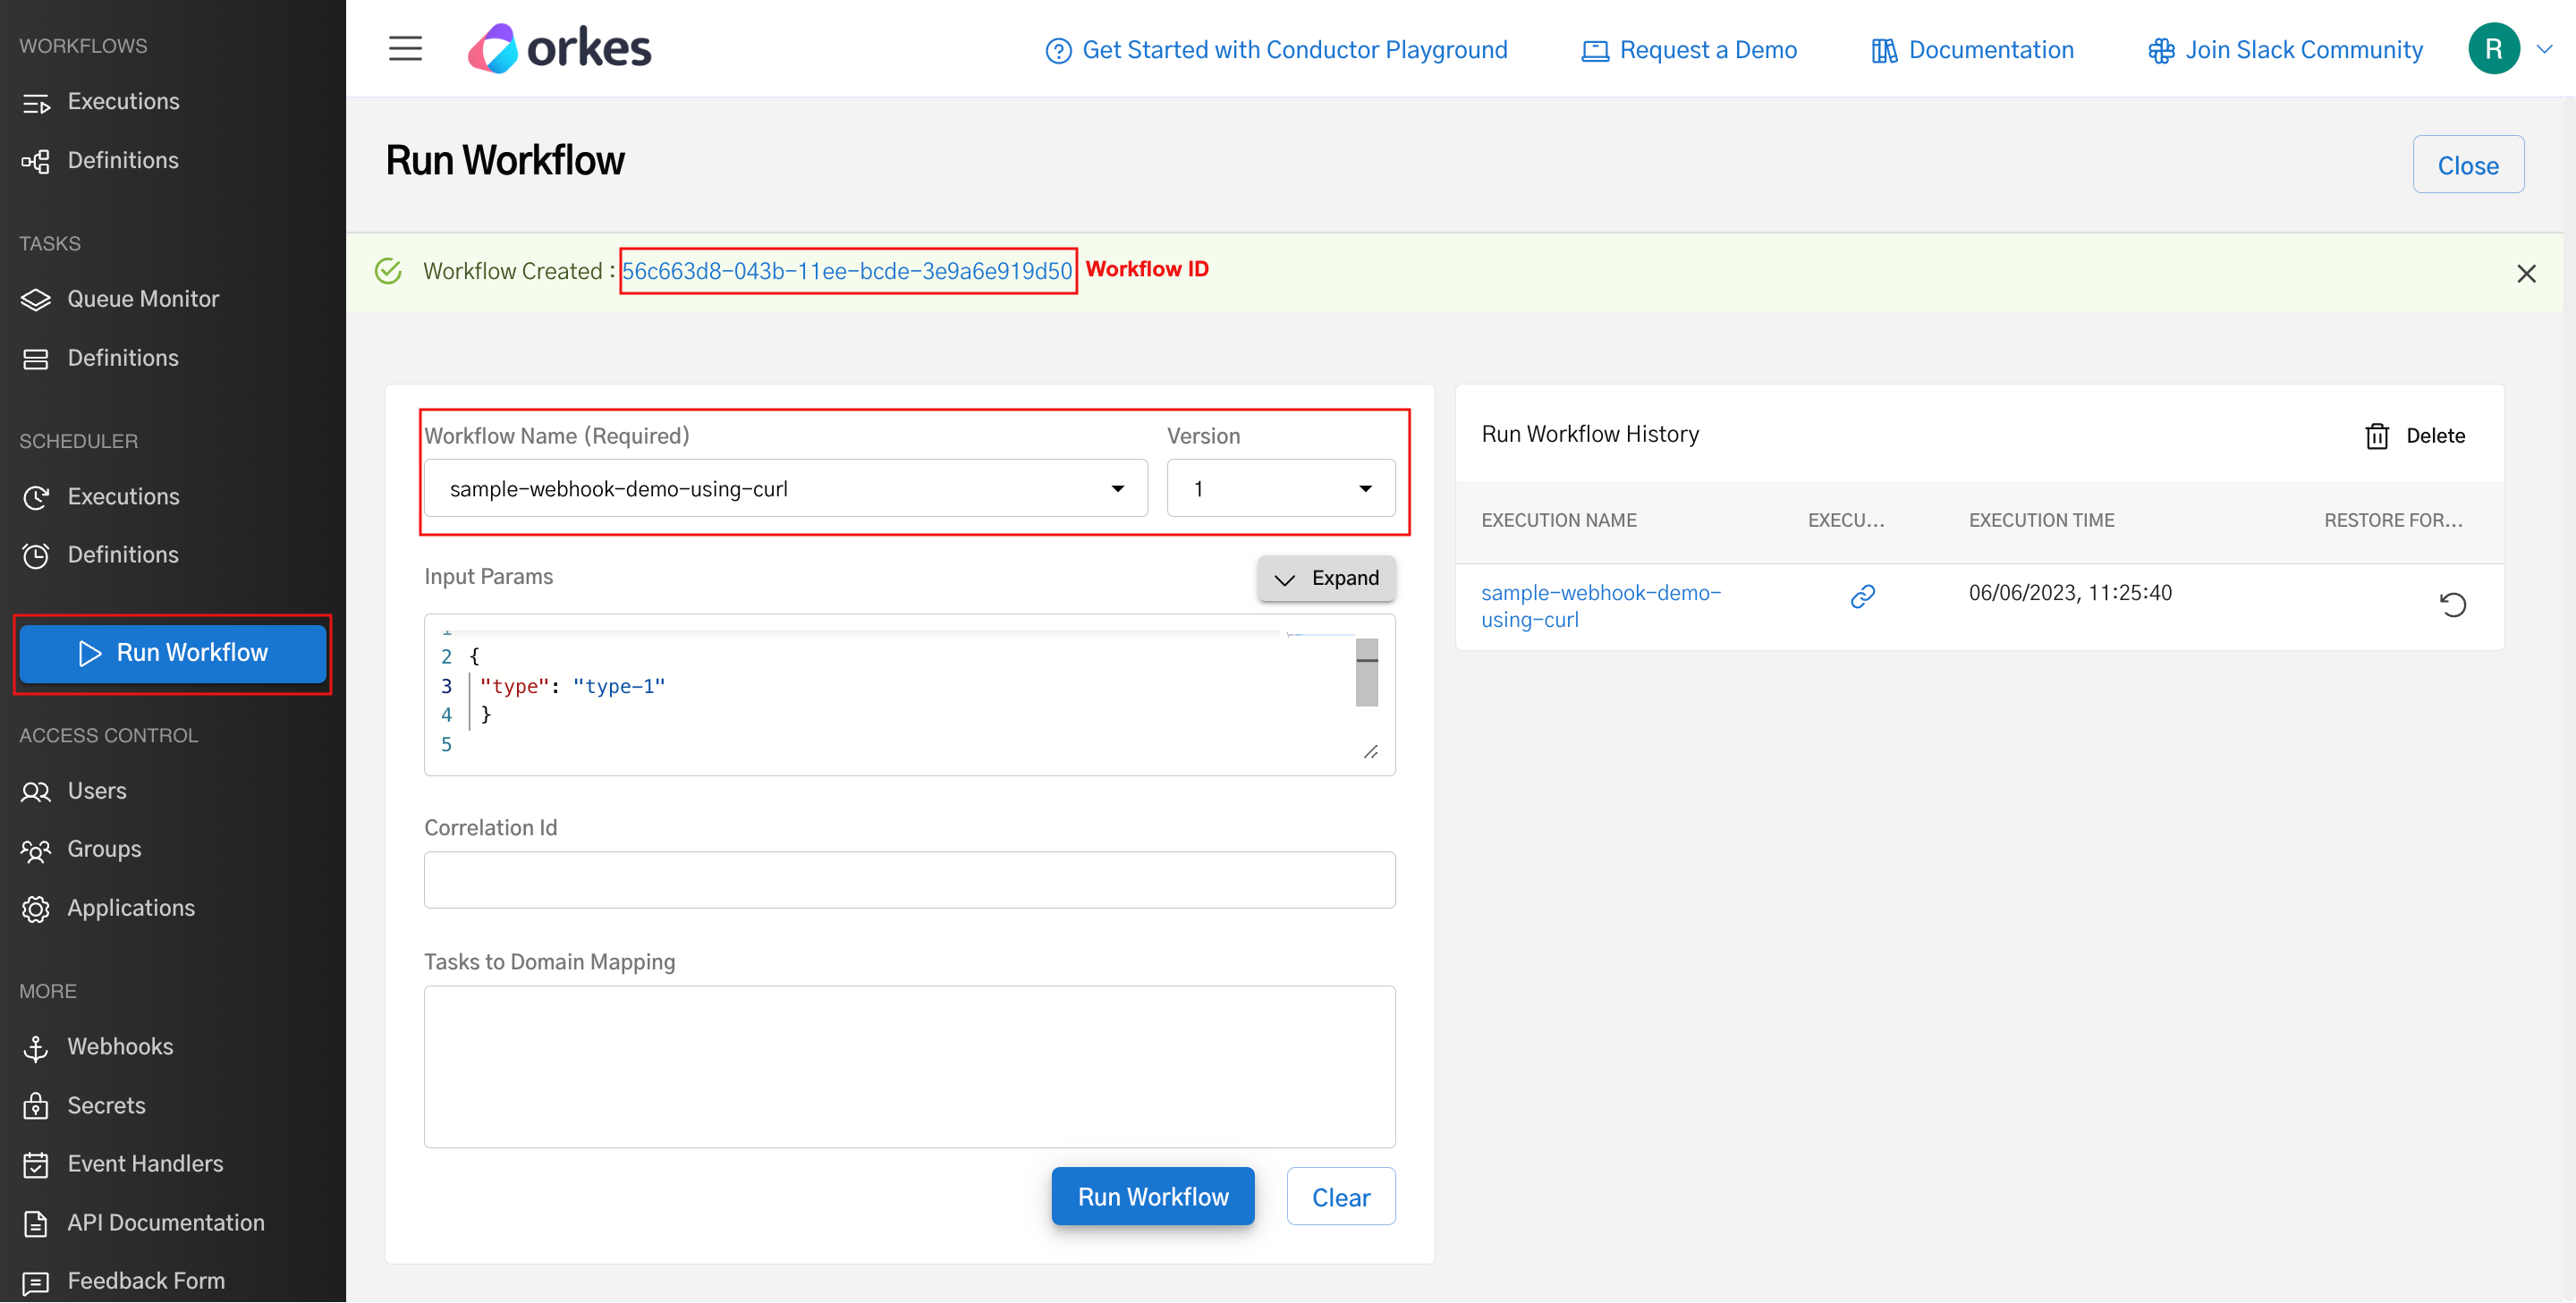 WORKFLOWS
Executions
Definitions
TASKS
Queue Monitor
Definitions
SCHEDULER
Executions
Definitions
Run Workflow
ACCESS CONTROL
Users
Groups
Applications
MORE
Webhooks
Secrets
Event Handlers
API Documentation
Feedback Form
orkes
Get Started with Conductor Playground
Request a Demo
Documentation
Join Slack Community
R
Run Workflow
Close
Workflow Created : 56c663d8-043b-11ee-bcde-3e9a6e919d50 Workflow ID
Workflow Name (Required)
Version
sample-webhook-demo-using-curl
1
Input Params
Expand
2 {
3 "type": "type-1"
4 }
5
Correlation Id
Tasks to Domain Mapping
Run Workflow
Clear
Run Workflow History
Delete
EXECUTION NAME
EXECU...
EXECUTION TIME
RESTORE FOR...
sample-webhook-demo-
using-curl
06/06/2023, 11:25:40